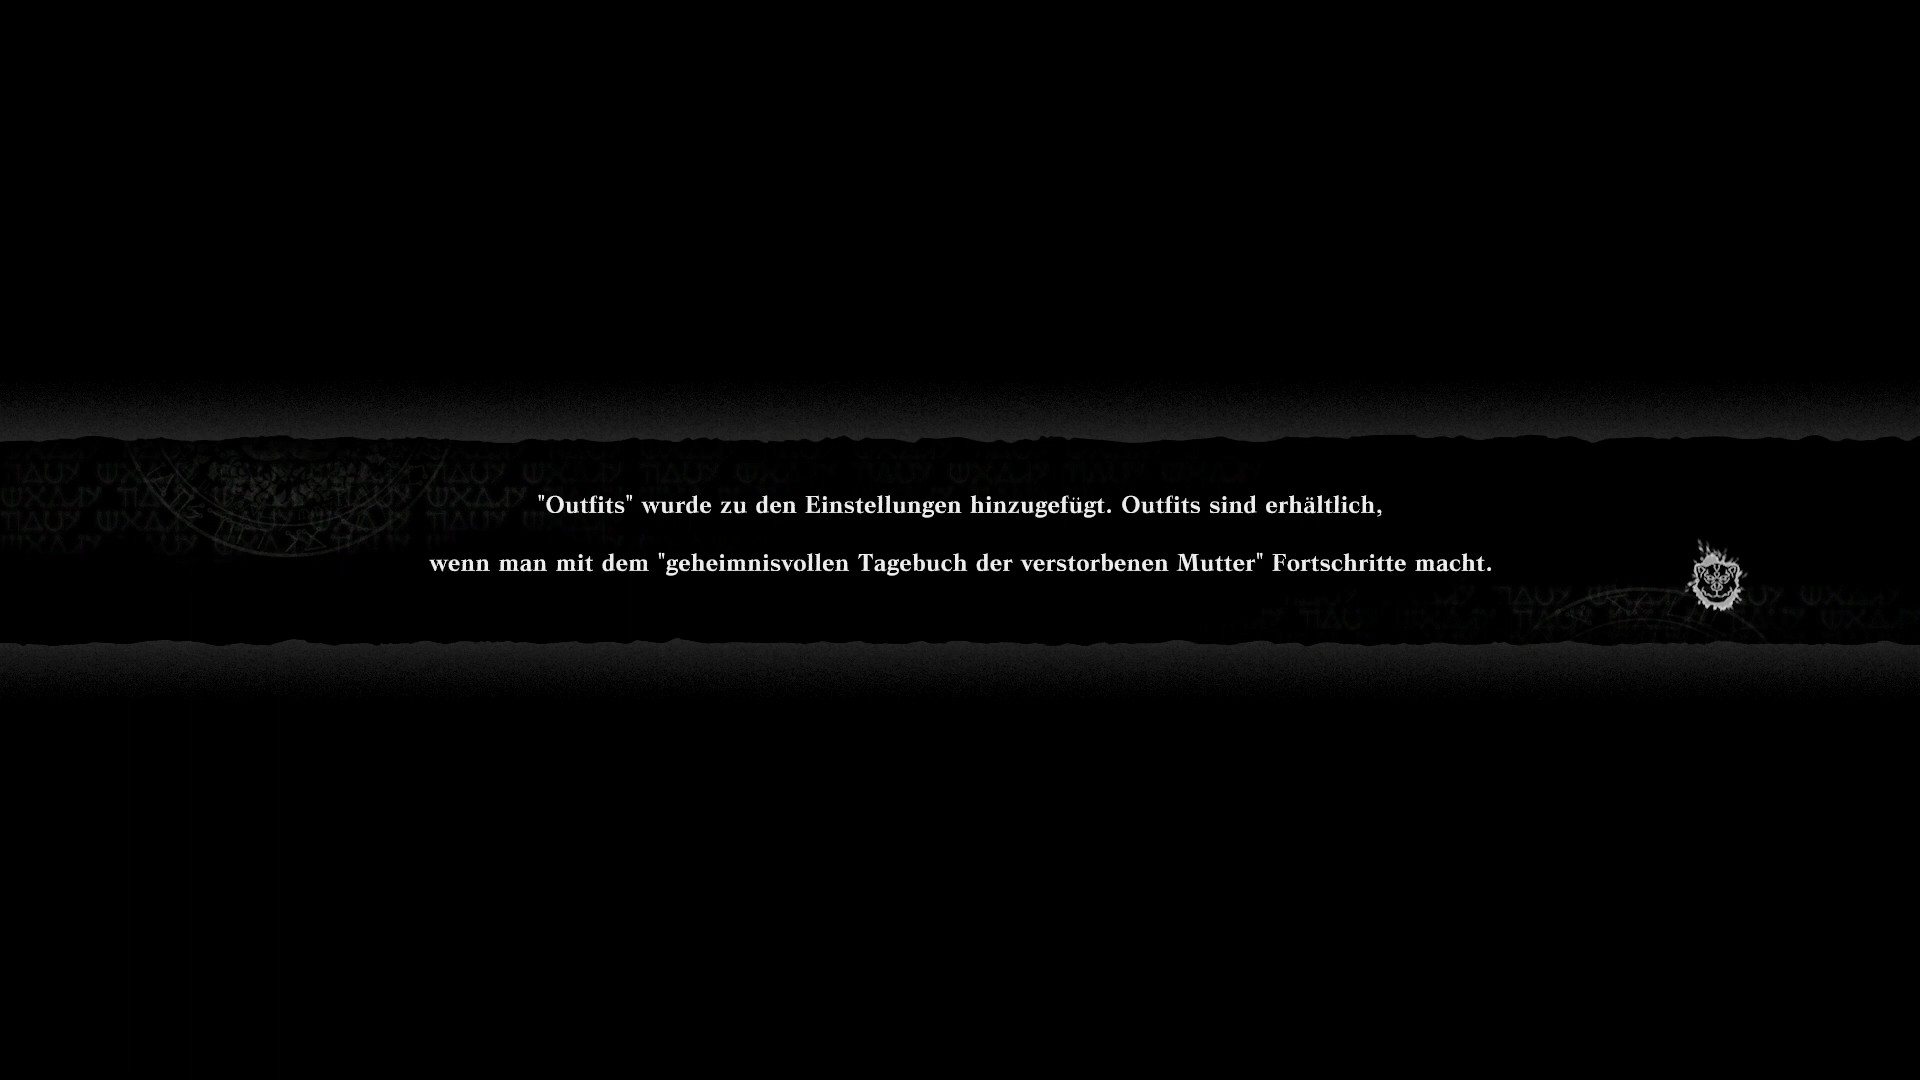 "Outfits" wurde zu den Einstellungen hinzugefügt. Outfits sind erhältlich,
wenn man mit dem "geheimnisvollen Tagebuch der verstorbenen Mutter" Fortschritte macht.